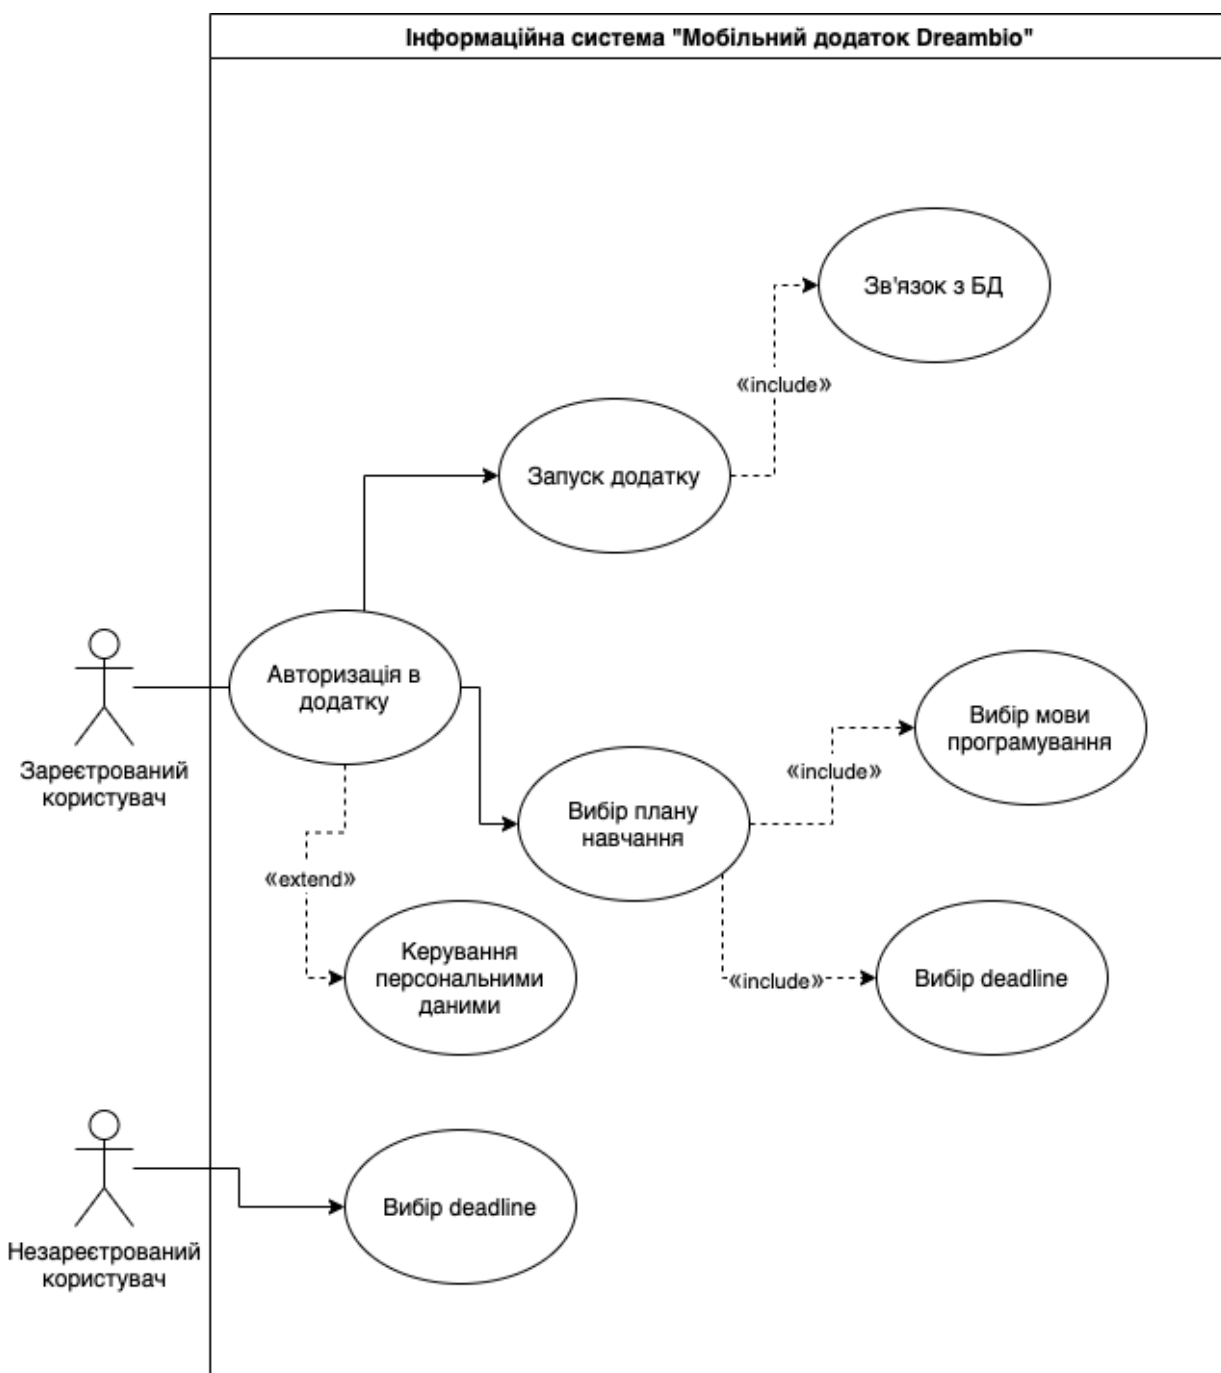 Інформаційна система "Мобільний додаток Dreambio"
Зв'язок з БД
«include»
Запуск додатку
Авторизація в
додатку
Зареєстрований
користувач
Вибір мови
програмування
«include»
Вибір плану
навчання
«extend»
Керування
персональними
даними
«include»
Вибір deadline
Незареєстрований
користувач
Вибір deadline